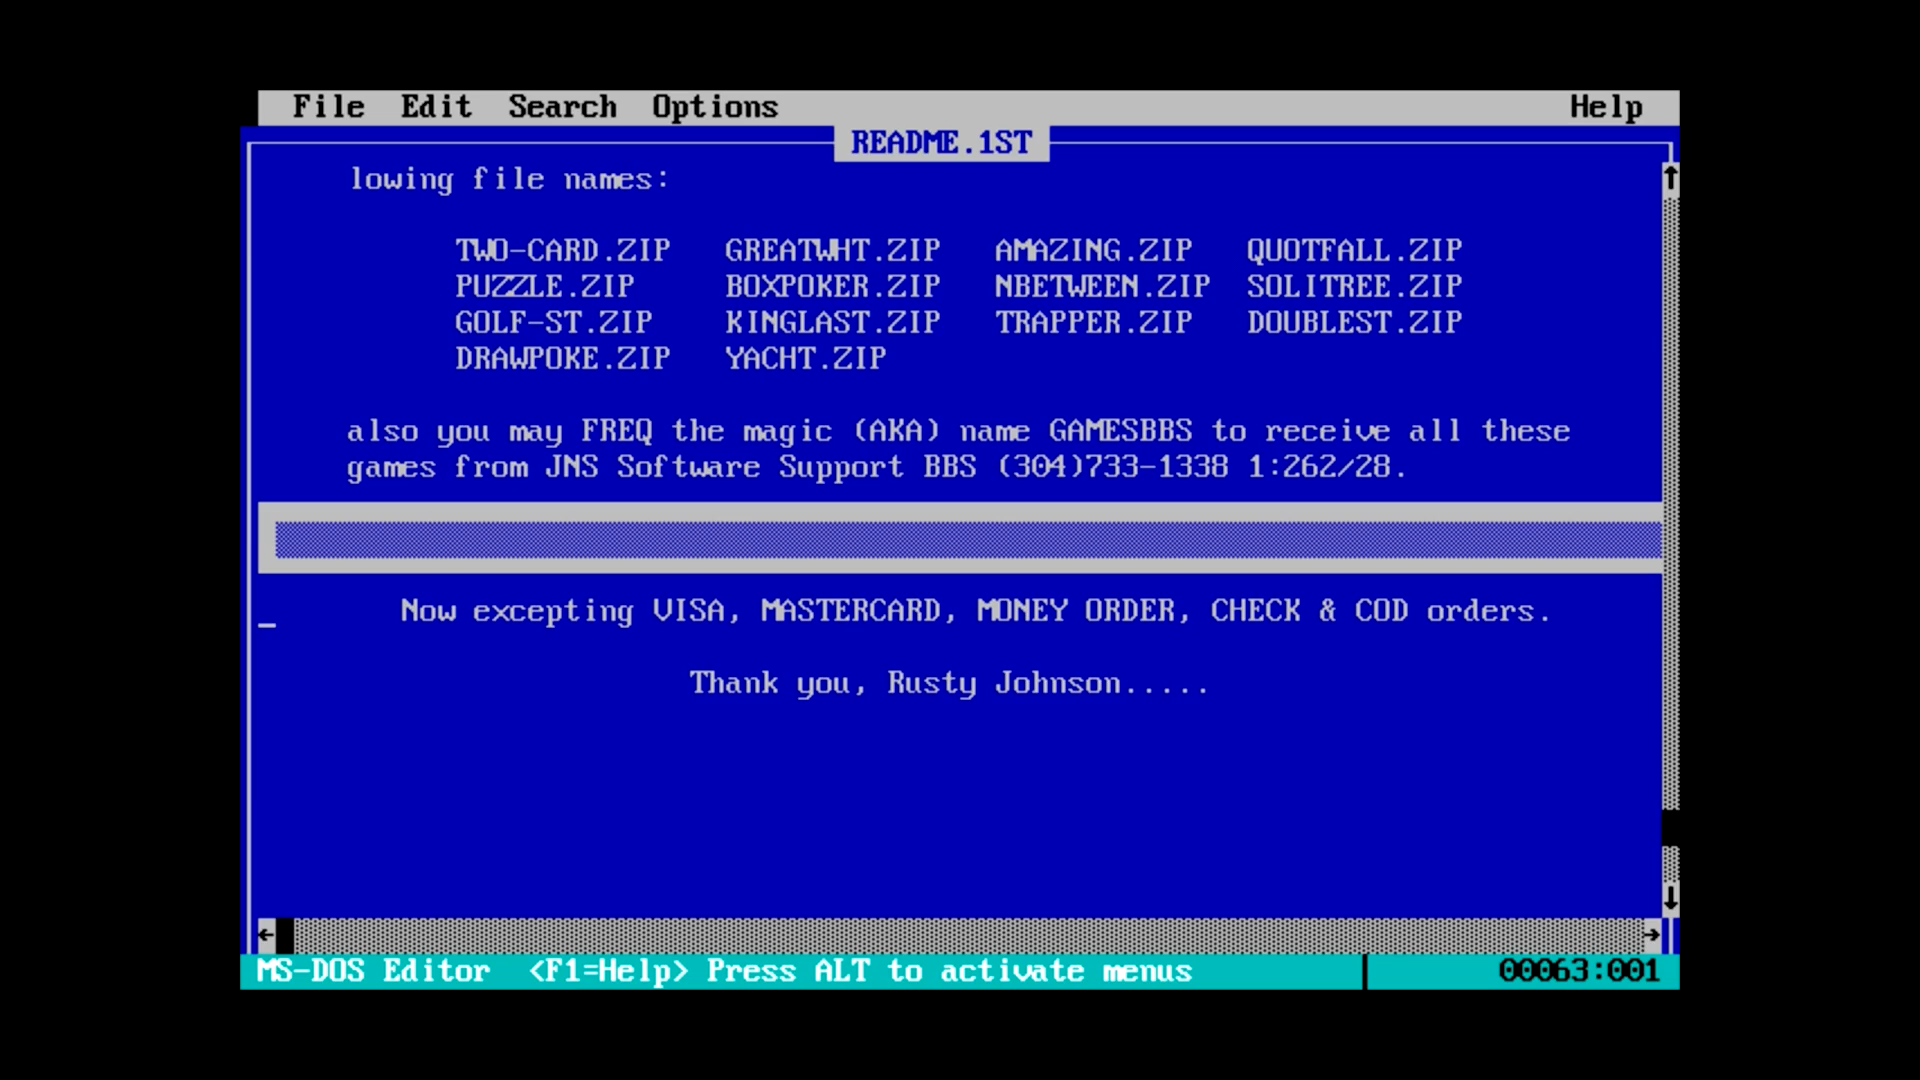 File Edit Search Options Help
README.1ST
lowing file names:
TWO-CARD.ZIP GREATWHT.ZIP AMAZING.ZIP QUOTFALL.ZIP
PUZZLE.ZIP BOXPOKER.ZIP NBETWEEN.ZIP SOLITREE.ZIP
GOLF-ST.ZIP KINGLAST.ZIP TRAPPER.ZIP DOUBLEST.ZIP
DRAWPOKE.ZIP YACHT.ZIP
also you may FREQ the magic (AKA) name GAMESBBS to receive all these
games from JNS Software Support BBS (304)733-1338 1:262/28.
Now excepting VISA, MASTERCARD, MONEY ORDER, CHECK & COD orders.
Thank you, Rusty Johnson.....
MS-DOS Editor <F1=Help> Press ALT to activate menus 00063:001